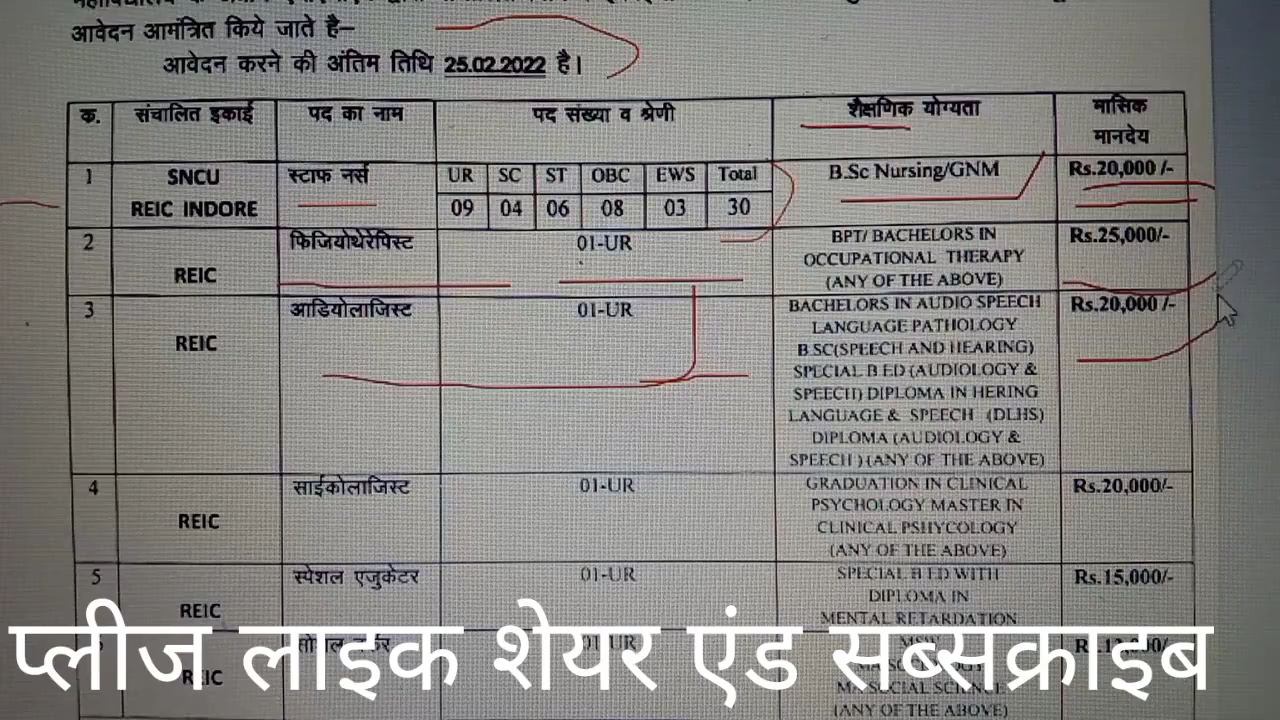 आवेदन आमंत्रित किये जाते है–
आवेदन करने की अंतिम तिथि 25.02.2022 है।
क. संचालित इकाई पद का नाम पद संख्या व श्रेणी शैक्षणिक योग्यता मासिक मानदेय
1 SNCU REIC INDORE स्टाफ नर्स UR SC ST OBC EWS Total B.Sc Nursing/GNM Rs.20,000 /-
09 04 06 08 03 30
2 REIC फिजियोथेरेपिस्ट 01-UR BPT/ BACHELORS IN Rs.25,000/-
OCCUPATIONAL THERAPY
(ANY OF THE ABOVE)
3 REIC आडियोलाजिस्ट 01-UR BACHELORS IN AUDIO SPEECH Rs.20,000 /-
LANGUAGE PATHOLOGY
B.SC(SPEECH AND HEARING)
SPECIAL B ED (AUDIOLOGY &
SPEECH) DIPLOMA IN HERING
LANGUAGE & SPEECH (DLHS)
DIPLOMA (AUDIOLOGY &
SPEECH ) (ANY OF THE ABOVE)
4 REIC साईकोलाजिस्ट 01-UR GRADUATION IN CLINICAL Rs.20,000/-
PSYCHOLOGY MASTER IN
CLINICAL PSHYCOLOGY
(ANY OF THE ABOVE)
5 REIC स्पेशल एजुकेटर 01-UR SPECIAL B ED WITH Rs.15,000/-
DIPLOMA IN
MENTAL RETARDATION
REIC 01-UR
MA SOCIAL SCIENCE
(ANY OF THE ABOVE)
प्लीज लाइक शेयर एंड सब्सक्राइब